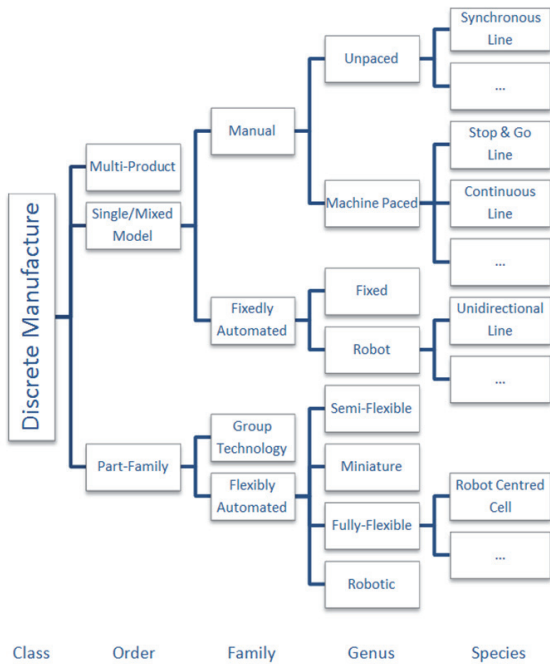 Discrete Manufacture
Multi-Product
Single/Mixed
Model
Part-Family
Manual
Fixedly
Automated
Group
Technology
Flexibly
Automated
Unpaced
Machine Paced
Fixed
Robot
Semi-Flexible
Miniature
Fully-Flexible
Robotic
Synchronous
Line
...
Stop & Go
Line
Continuous
Line
...
Unidirectional
Line
...
Robot Centred
Cell
...
Class
Order
Family
Genus
Species